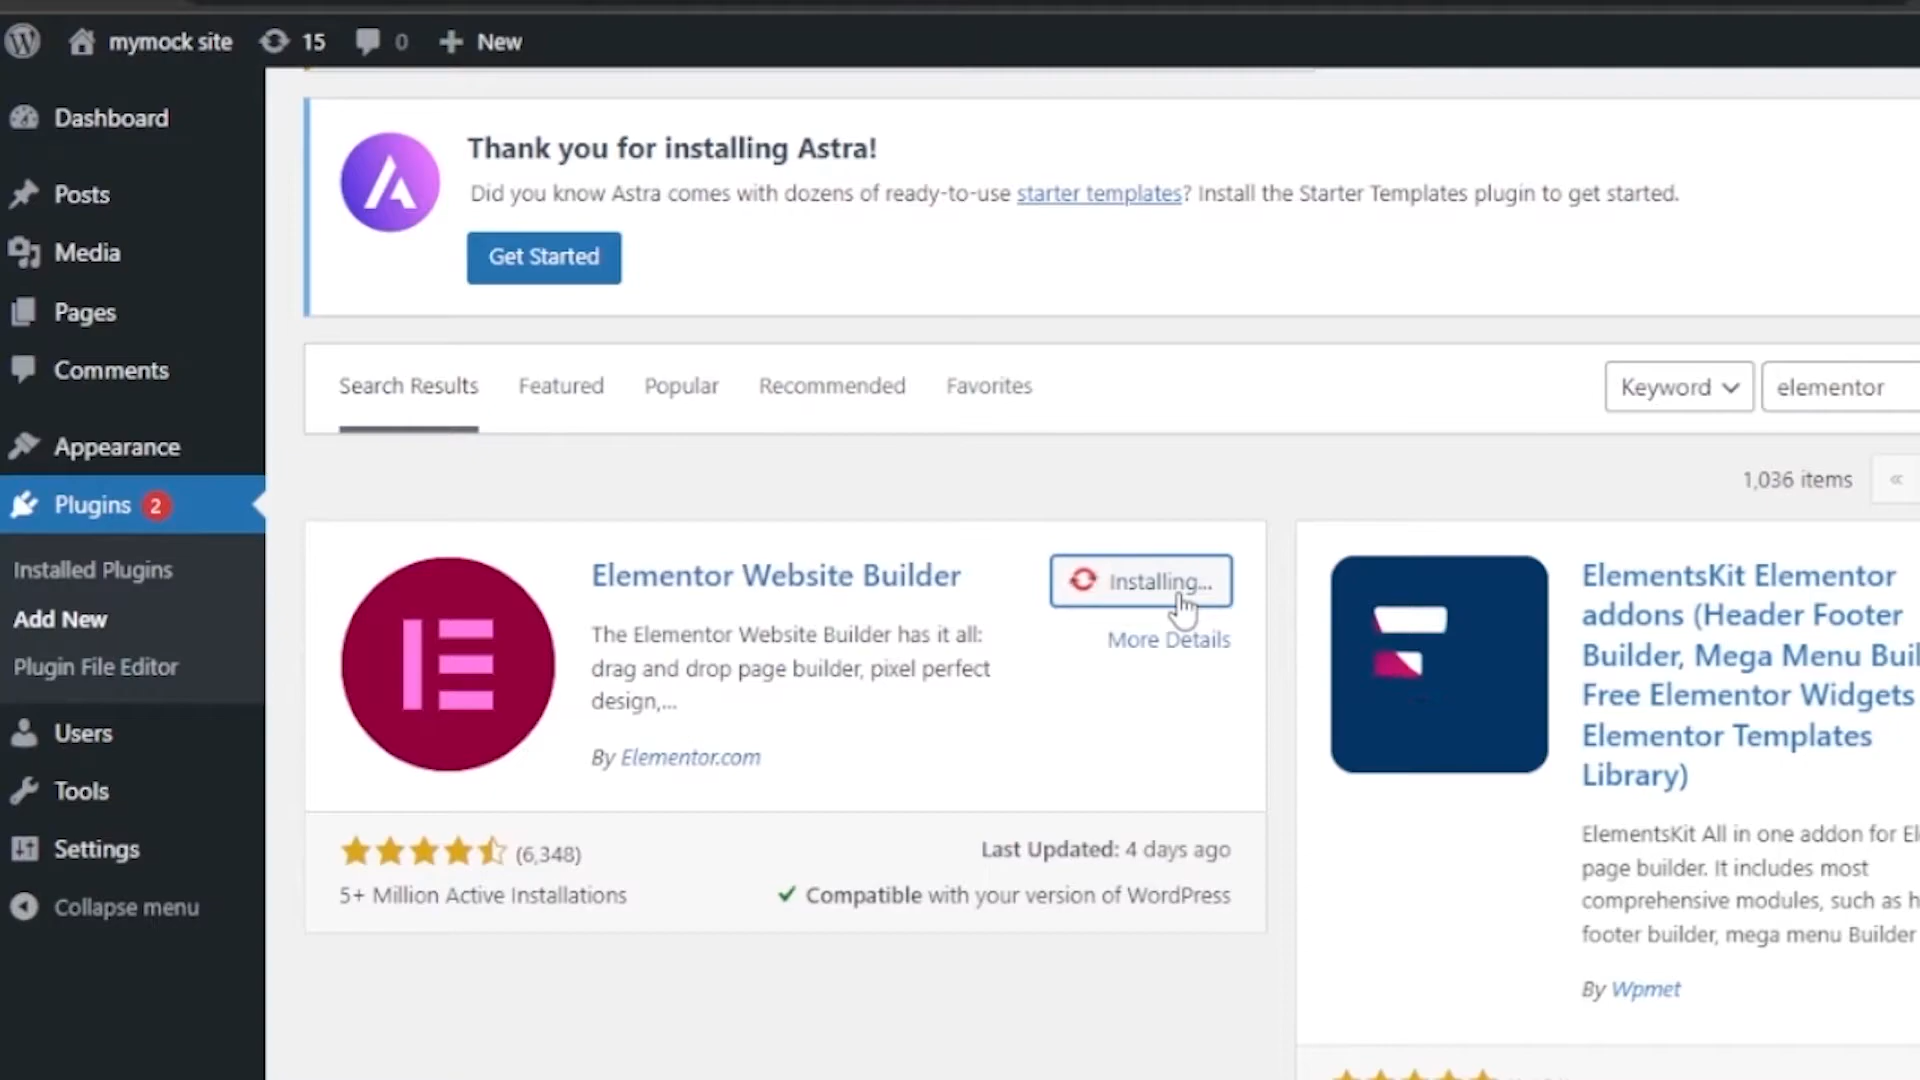 mymock site 15 0 New
Dashboard
Posts
Media
Pages
Comments
Appearance
Plugins 2
Installed Plugins
Add New
Plugin File Editor
Users
Tools
Settings
Collapse menu
Thank you for installing Astra!
Did you know Astra comes with dozens of ready-to-use starter templates? Install the Starter Templates plugin to get started.
Get Started
Search Results Featured Popular Recommended Favorites Keyword elementor
1,036 items «
Elementor Website Builder
Installing...
More Details
The Elementor Website Builder has it all:
drag and drop page builder, pixel perfect
design,...
By Elementor.com
(6,348)
Last Updated: 4 days ago
5+ Million Active Installations
Compatible with your version of WordPress
ElementsKit Elementor
addons (Header Footer
Builder, Mega Menu Buil
Free Elementor Widgets
Elementor Templates
Library)
ElementsKit All in one addon for El
page builder. It includes most
comprehensive modules, such as h
footer builder, mega menu Builder
By Wpmet